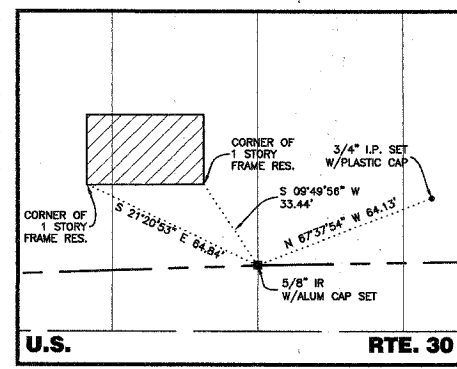 CORNER OF
1 STORY
FRAME RES.
3/4" I.P. SET
W/PLASTIC CAP
S 09°49'56" W
33.44'
CORNER OF
1 STORY
FRAME RES.
S 21°20'53" E 64.84'
N 67°37'54" W 64.13'
5/8" IR
W/ALUM CAP SET
U.S. RTE. 30